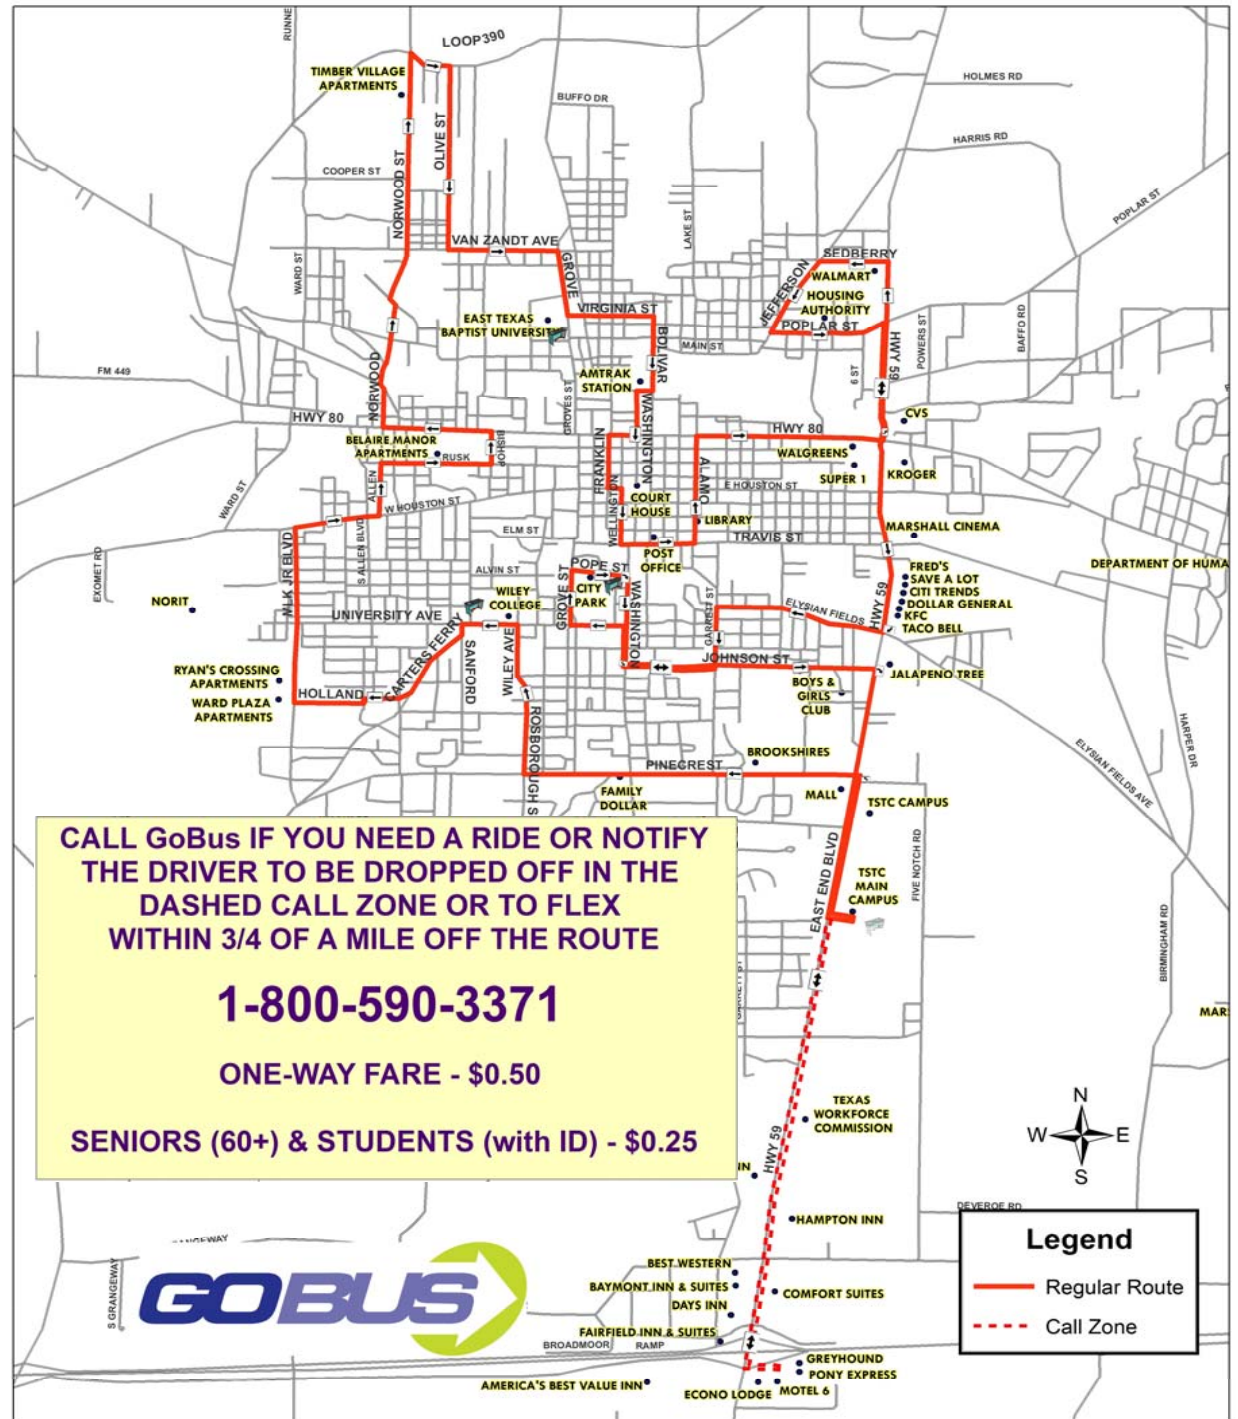 RUNNE
LOOP390
TIMBER VILLAGE
APARTMENTS
HOLMES RD
BUFFO DR
OLIVE ST
HARRIS RD
COOPER ST
NORWOOD ST
LAKE ST
POPLAR ST
WARD ST
VAN ZANDT AVE
GROVE
SEDBERRY
WALMART
JEFFERSON
HOUSING
AUTHORITY
POPLAR ST
VIRGINIA ST
EAST TEXAS
BAPTIST UNIVERSITY
BOLIVAR
MAIN ST
HWY 59
POWERS ST
BAFFO RD
6 ST
FM 449
NORWOOD
AMTRAK
STATION
GROVES ST
WASHINGTON
HWY 80
CVS
HWY 80
BELAIRE MANOR
APARTMENTS
RUSK
BISHOP
FRANKLIN
WALGREENS
SUPER 1
KROGER
ALLEN
W HOUSTON ST
WARD ST
ALAMO
E HOUSTON ST
COURT
HOUSE
WELLINGTON
LIBRARY
ELM ST
TRAVIS ST
MARSHALL CINEMA
POST
OFFICE
MLK JR BLVD
S ALLEN BLVD
EXOMET RD
DEPARTMENT OF HUMA
ALVIN ST
POPE ST
CITY
PARK
GROVE ST
WASHINGTON
FRED'S
SAVE A LOT
CITI TRENDS
DOLLAR GENERAL
KFC
TACO BELL
NORIT
WILEY
COLLEGE
UNIVERSITY AVE
GARRETT ST
ELYSIAN FIELDS
HWY 59
RYAN'S CROSSING
APARTMENTS
WARD PLAZA
APARTMENTS
HOLLAND
CARTERS FERRY
SANFORD
WILEY AVE
JOHNSON ST
JALAPENO TREE
BOYS &
GIRLS
CLUB
ROSBOROUGH S
HARPER DR
ELYSIAN FIELDS AVE
BROOKSHIRES
PINECREST
FAMILY
DOLLAR
MALL
TSTC CAMPUS
CALL GoBus IF YOU NEED A RIDE OR NOTIFY
THE DRIVER TO BE DROPPED OFF IN THE
DASHED CALL ZONE OR TO FLEX
WITHIN 3/4 OF A MILE OFF THE ROUTE
1-800-590-3371
ONE-WAY FARE - $0.50
SENIORS (60+) & STUDENTS (with ID) - $0.25
EAST END BLVD
FIVE NOTCH RD
TSTC
MAIN
CAMPUS
BIRMINGHAM RD
MAR
TEXAS
WORKFORCE
COMMISSION
HWY 59
NN
N
W E
S
DEVEROE RD
HAMPTON INN
S GRANGEWAY
GOBUS
BEST WESTERN
BAYMONT INN & SUITES
DAYS INN
COMFORT SUITES
FAIRFIELD INN & SUITES
BROADMOOR
RAMP
GREYHOUND
PONY EXPRESS
AMERICA'S BEST VALUE INN
ECONO LODGE
MOTEL 6
Legend
Regular Route
Call Zone